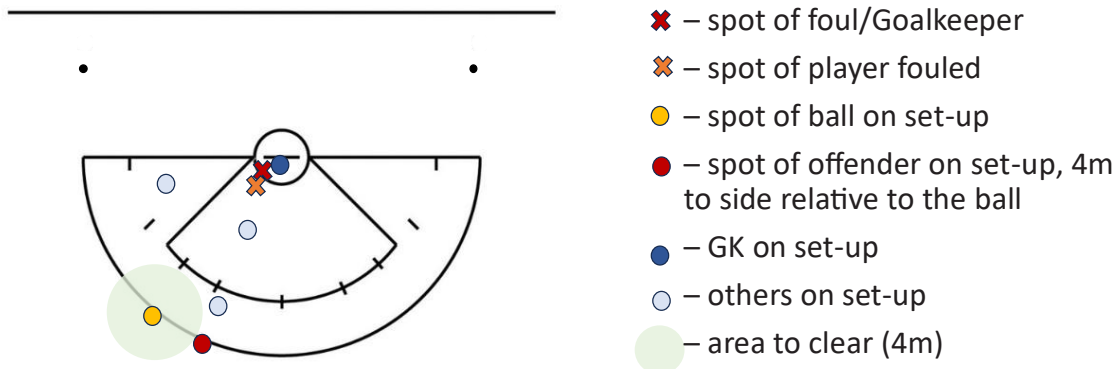 – spot of foul/Goalkeeper
– spot of player fouled
– spot of ball on set-up
– spot of offender on set-up, 4m
to side relative to the ball
– GK on set-up
– others on set-up
– area to clear (4m)